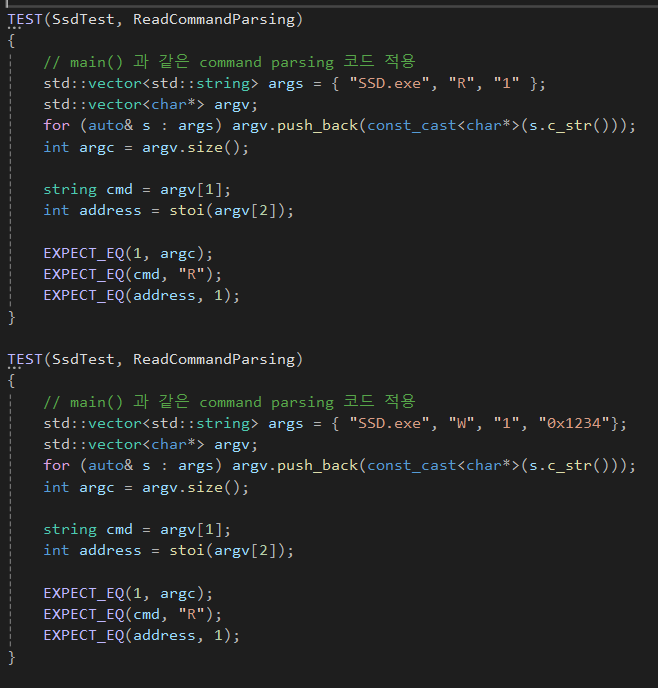 TEST(SsdTest, ReadCommandParsing)
{
    // main() 과 같은 command parsing 코드 적용
    std::vector<std::string> args = { "SSD.exe", "R", "1" };
    std::vector<char*> argv;
    for (auto& s : args) argv.push_back(const_cast<char*>(s.c_str()));
    int argc = argv.size();

    string cmd = argv[1];
    int address = stoi(argv[2]);

    EXPECT_EQ(1, argc);
    EXPECT_EQ(cmd, "R");
    EXPECT_EQ(address, 1);
}

TEST(SsdTest, ReadCommandParsing)
{
    // main() 과 같은 command parsing 코드 적용
    std::vector<std::string> args = { "SSD.exe", "W", "1", "0x1234"};
    std::vector<char*> argv;
    for (auto& s : args) argv.push_back(const_cast<char*>(s.c_str()));
    int argc = argv.size();

    string cmd = argv[1];
    int address = stoi(argv[2]);

    EXPECT_EQ(1, argc);
    EXPECT_EQ(cmd, "R");
    EXPECT_EQ(address, 1);
}